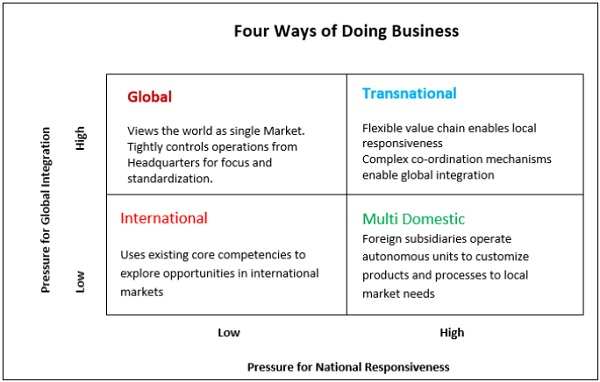 Four Ways of Doing Business
Pressure for Global Integration
High
Low
Global
Views the world as single Market.
Tightly controls operations from
Headquarters for focus and
standardization.
Transnational
Flexible value chain enables local
responsiveness
Complex co-ordination mechanisms
enable global integration
International
Uses existing core competencies to
explore opportunities in international
markets
Multi Domestic
Foreign subsidiaries operate
autonomous units to customize
products and processes to local
market needs
Low
High
Pressure for National Responsiveness